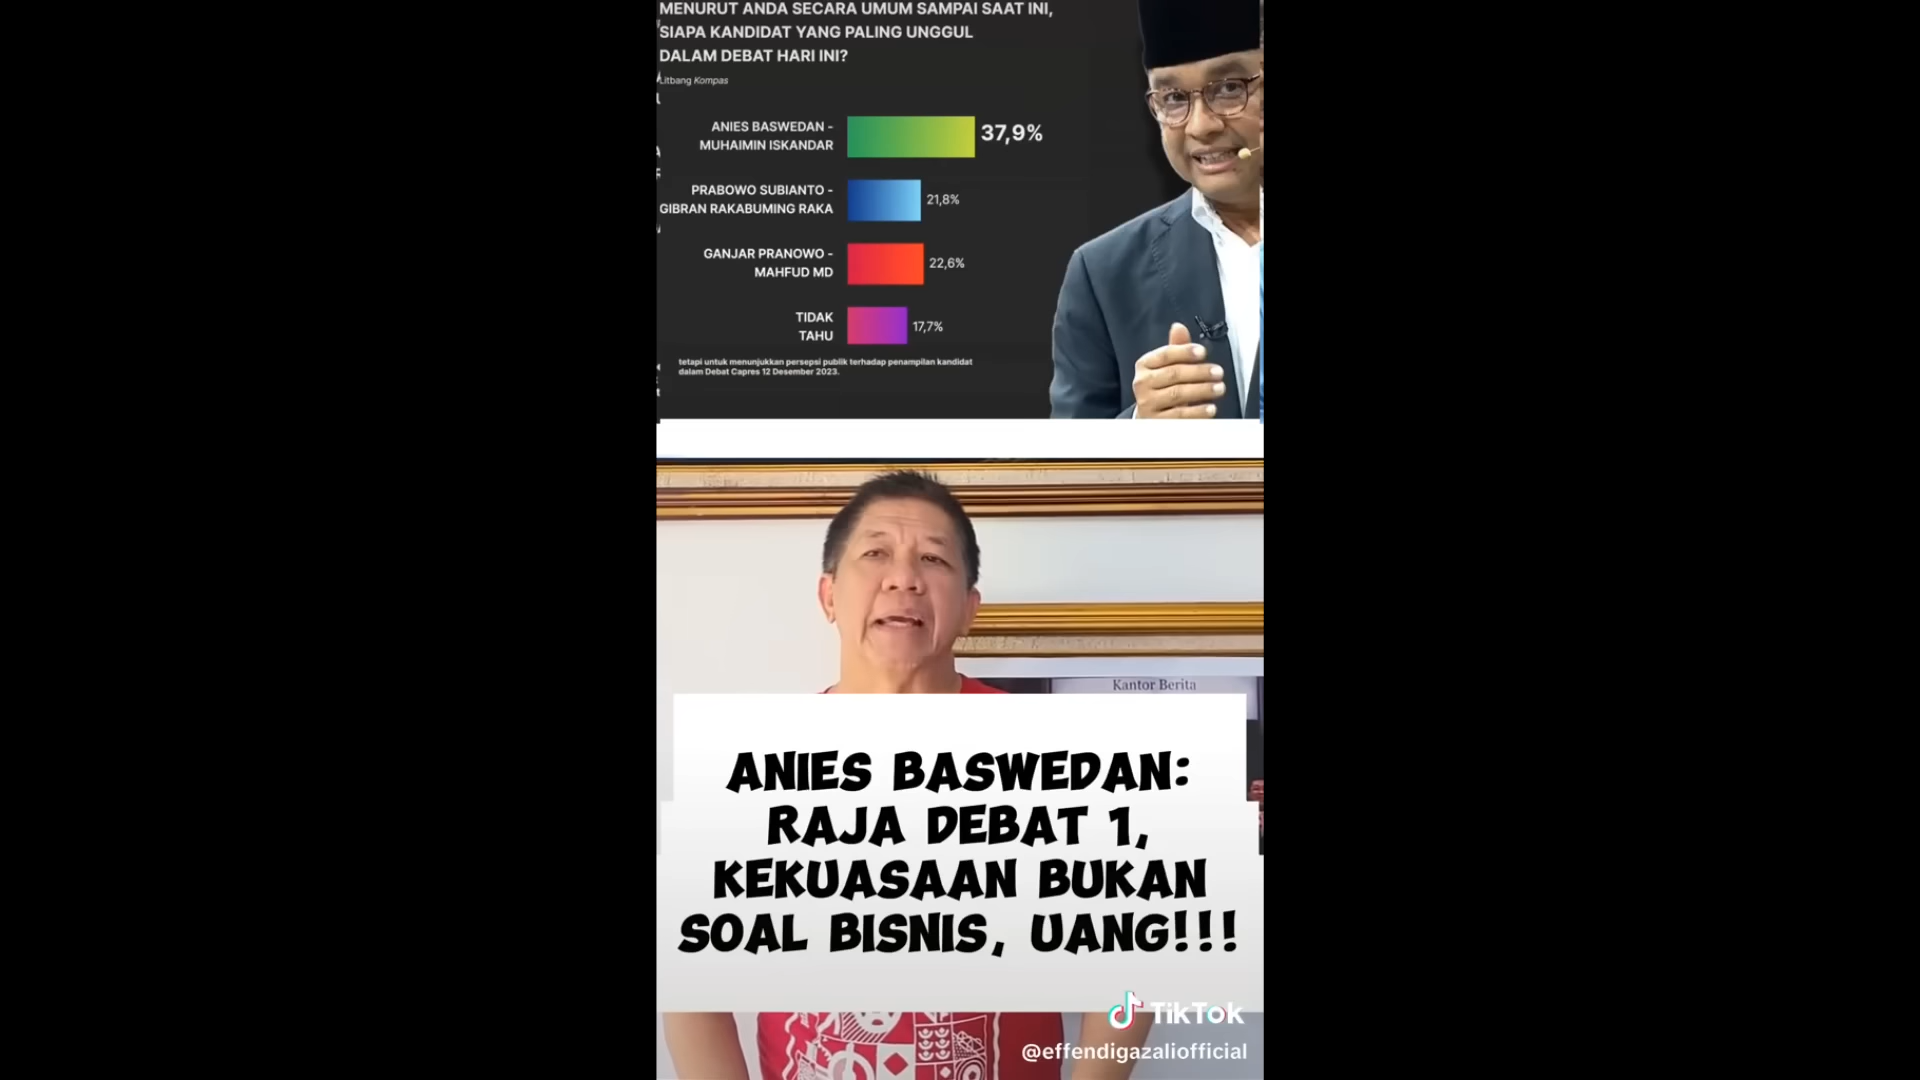 MENURUT ANDA SECARA UMUM SAMPAI SAAT INI,
SIAPA KANDIDAT YANG PALING UNGGUL
DALAM DEBAT HARI INI?
Litbang Kompas
ANIES BASWEDAN -
MUHAIMIN ISKANDAR
37,9%
PRABOWO SUBIANTO -
GIBRAN RAKABUMING RAKA
21,8%
GANJAR PRANOWO -
MAHFUD MD
22,6%
TIDAK
TAHU
17,7%
tetapi untuk menunjukkan persepsi publik terhadap penampilan kandidat
dalam Debat Capres 12 Desember 2023.
Kantor Berita
ANIES BASWEDAN:
RAJA DEBAT 1,
KEKUASAAN BUKAN
SOAL BISNIS, UANG!!!
TikTok
@effendigazaliofficial